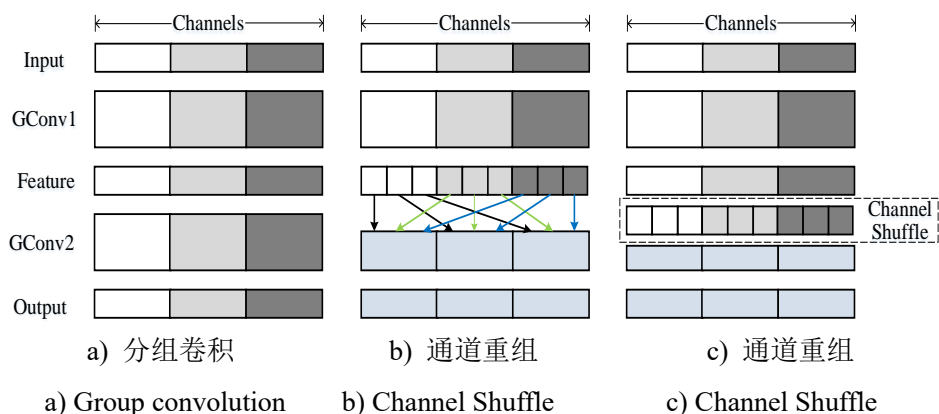 Channels Channels Channels
Input
GConv1
Feature
Channel
Shuffle
GConv2
Output
a) 分组卷积 b) 通道重组 c) 通道重组
a) Group convolution b) Channel Shuffle c) Channel Shuffle